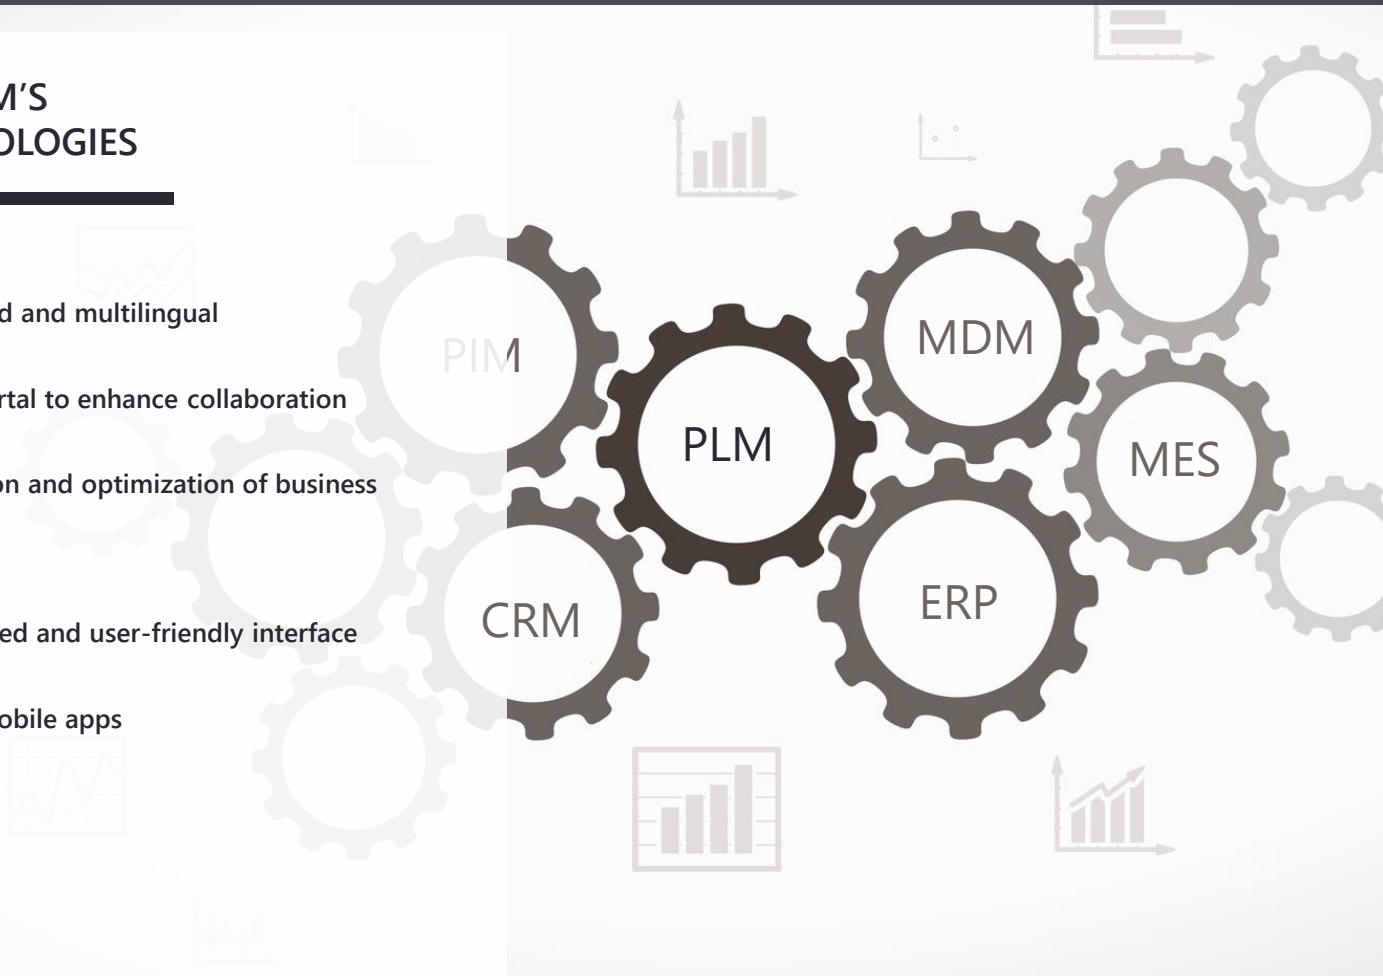 M’S
OLOGIES
d and multilingual
rtal to enhance collaboration
on and optimization of business
ed and user-friendly interface
obile apps
PIM
PLM
MDM
MES
CRM
ERP